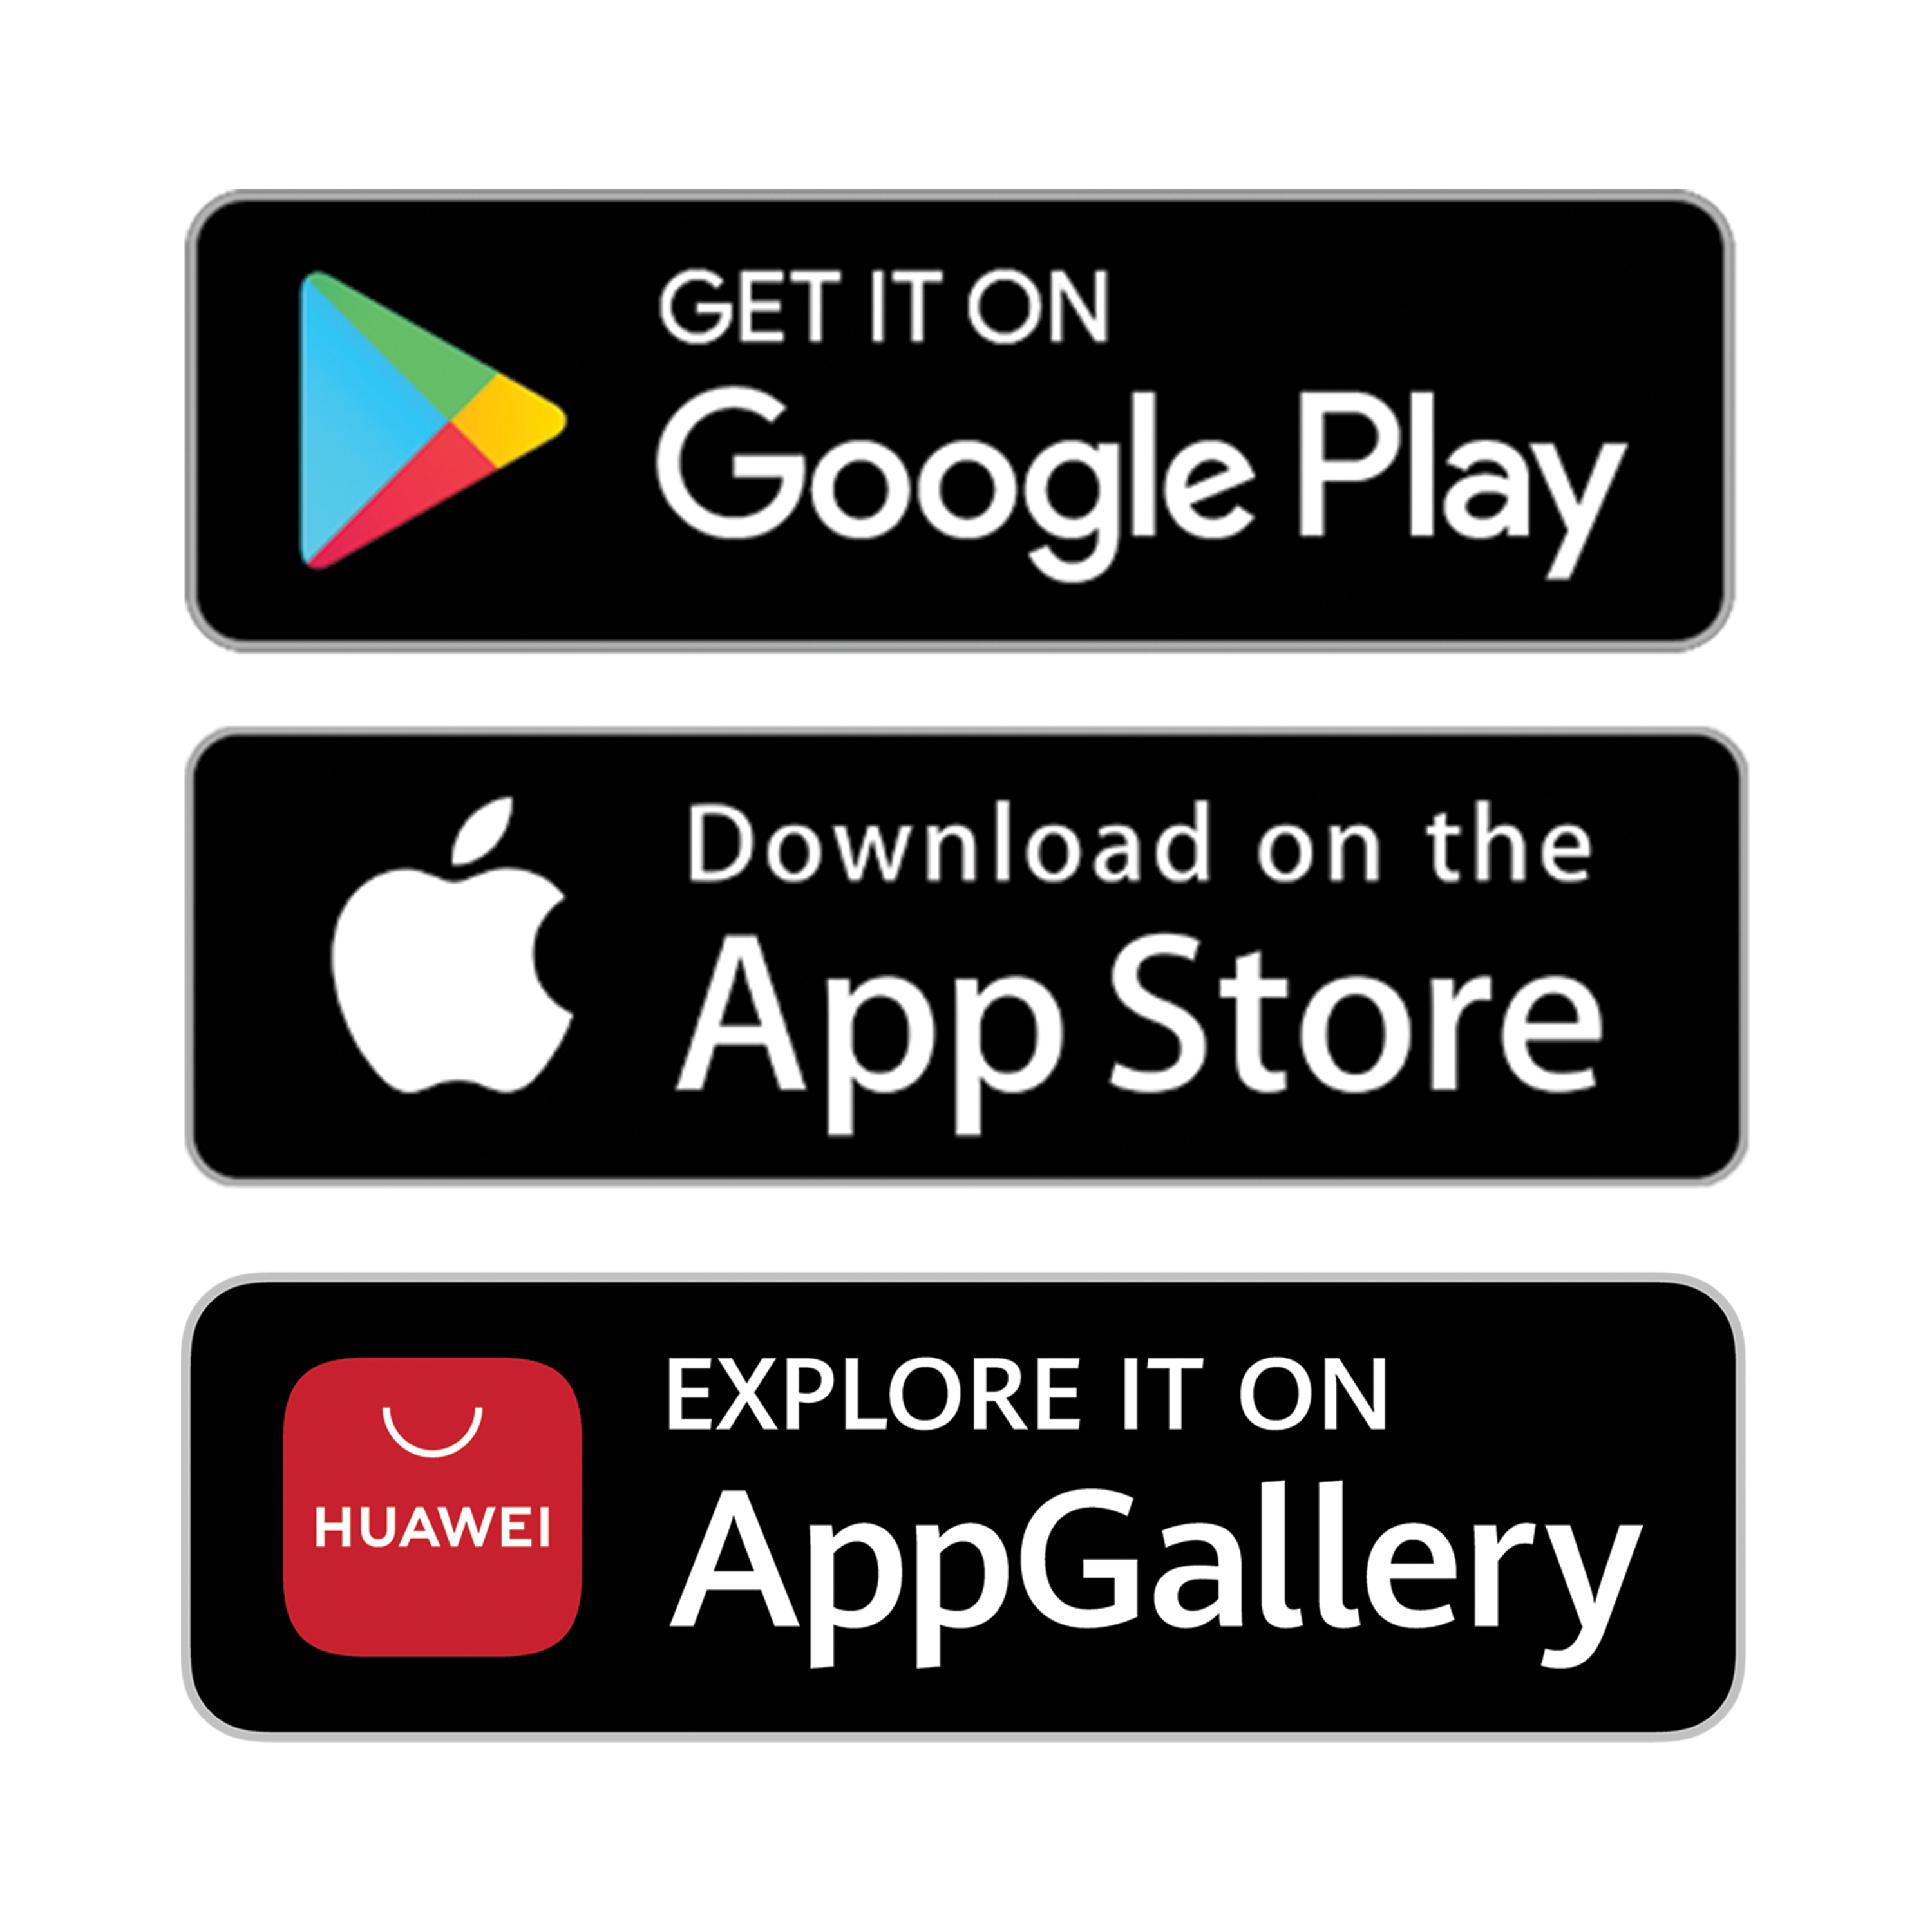 GET IT ON
Google Play
Download on the
App Store
EXPLORE IT ON
HUAWEI
AppGallery